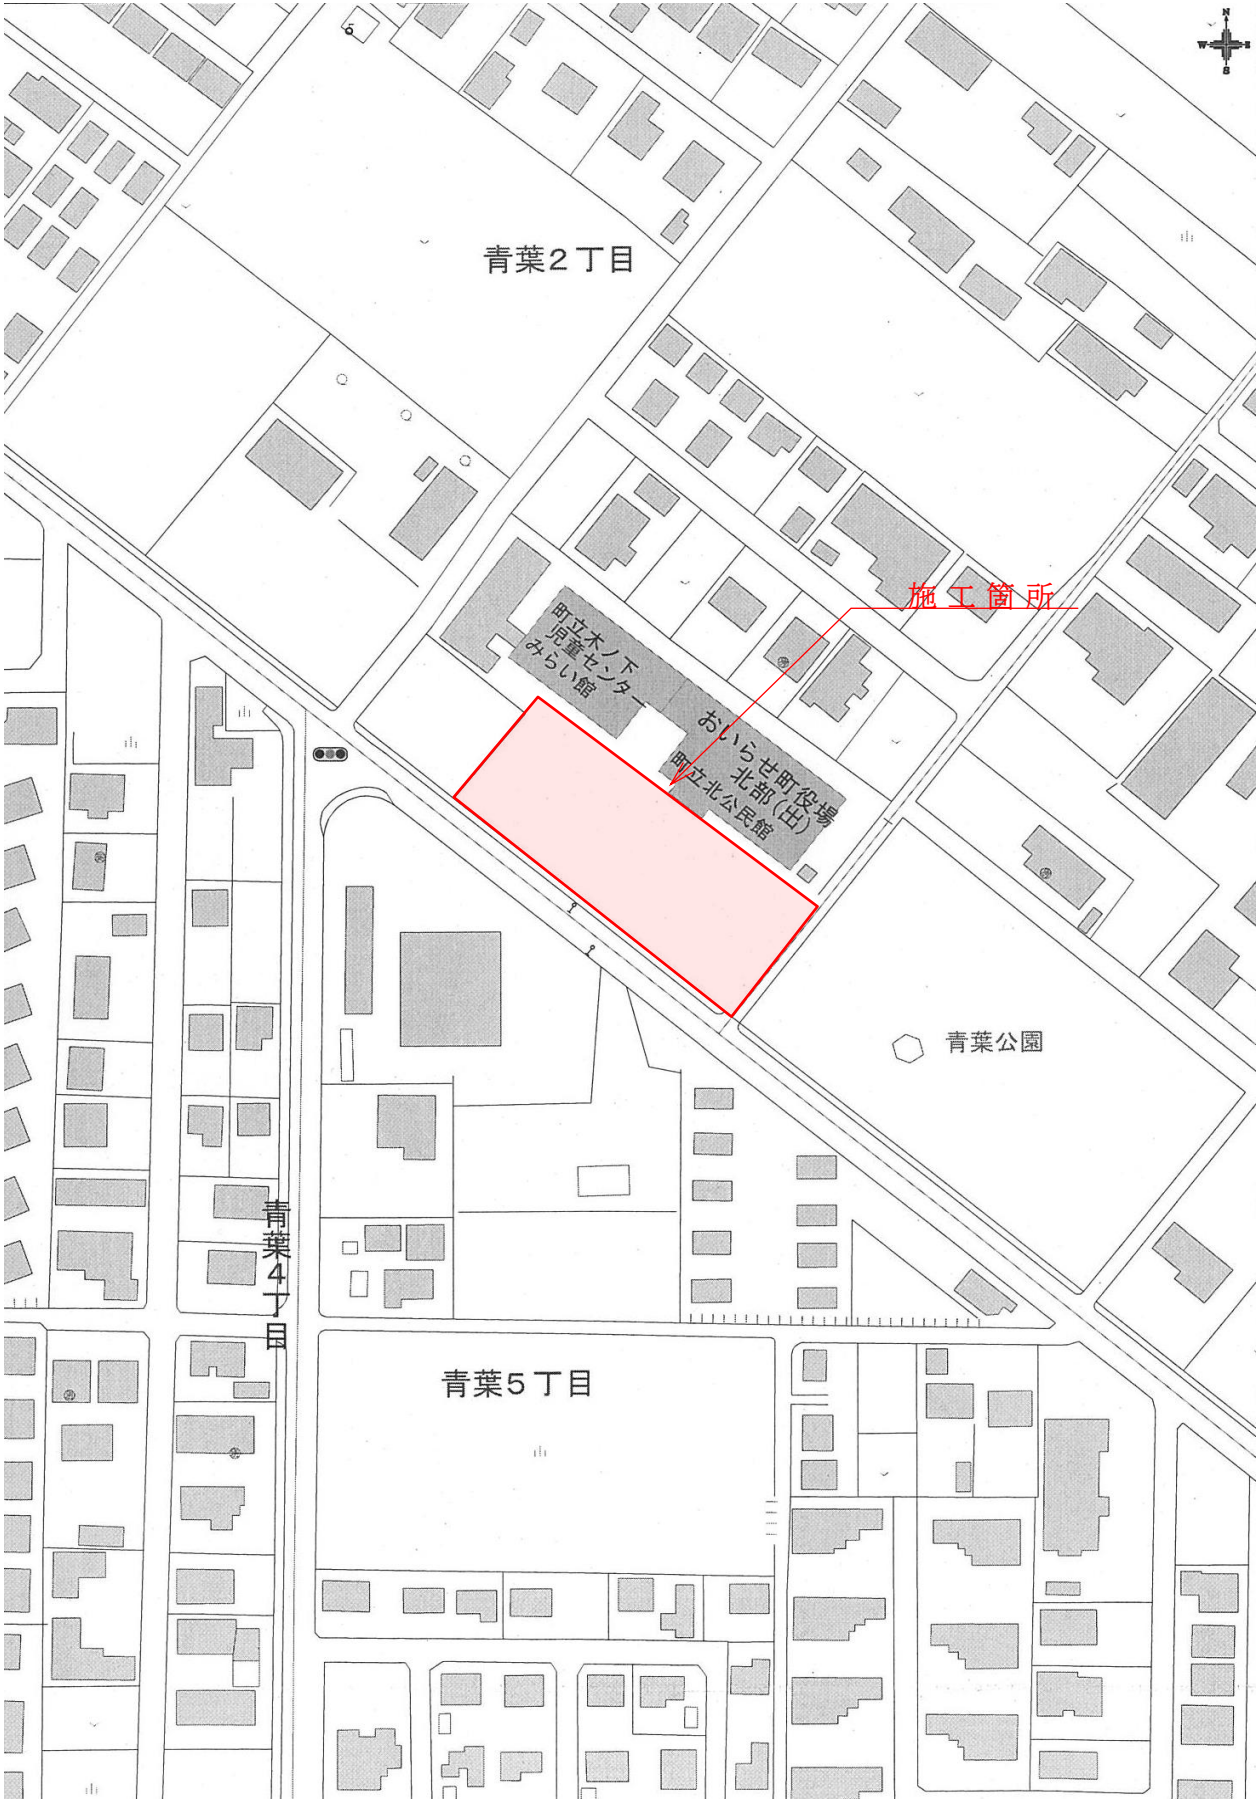 N
W
E
S
青葉２丁目
施工箇所
町立木ノ下
児童センター
みらい館
おいらせ町役場
北部（出）
町立北公民館
青葉公園
青葉４丁目
青葉５丁目